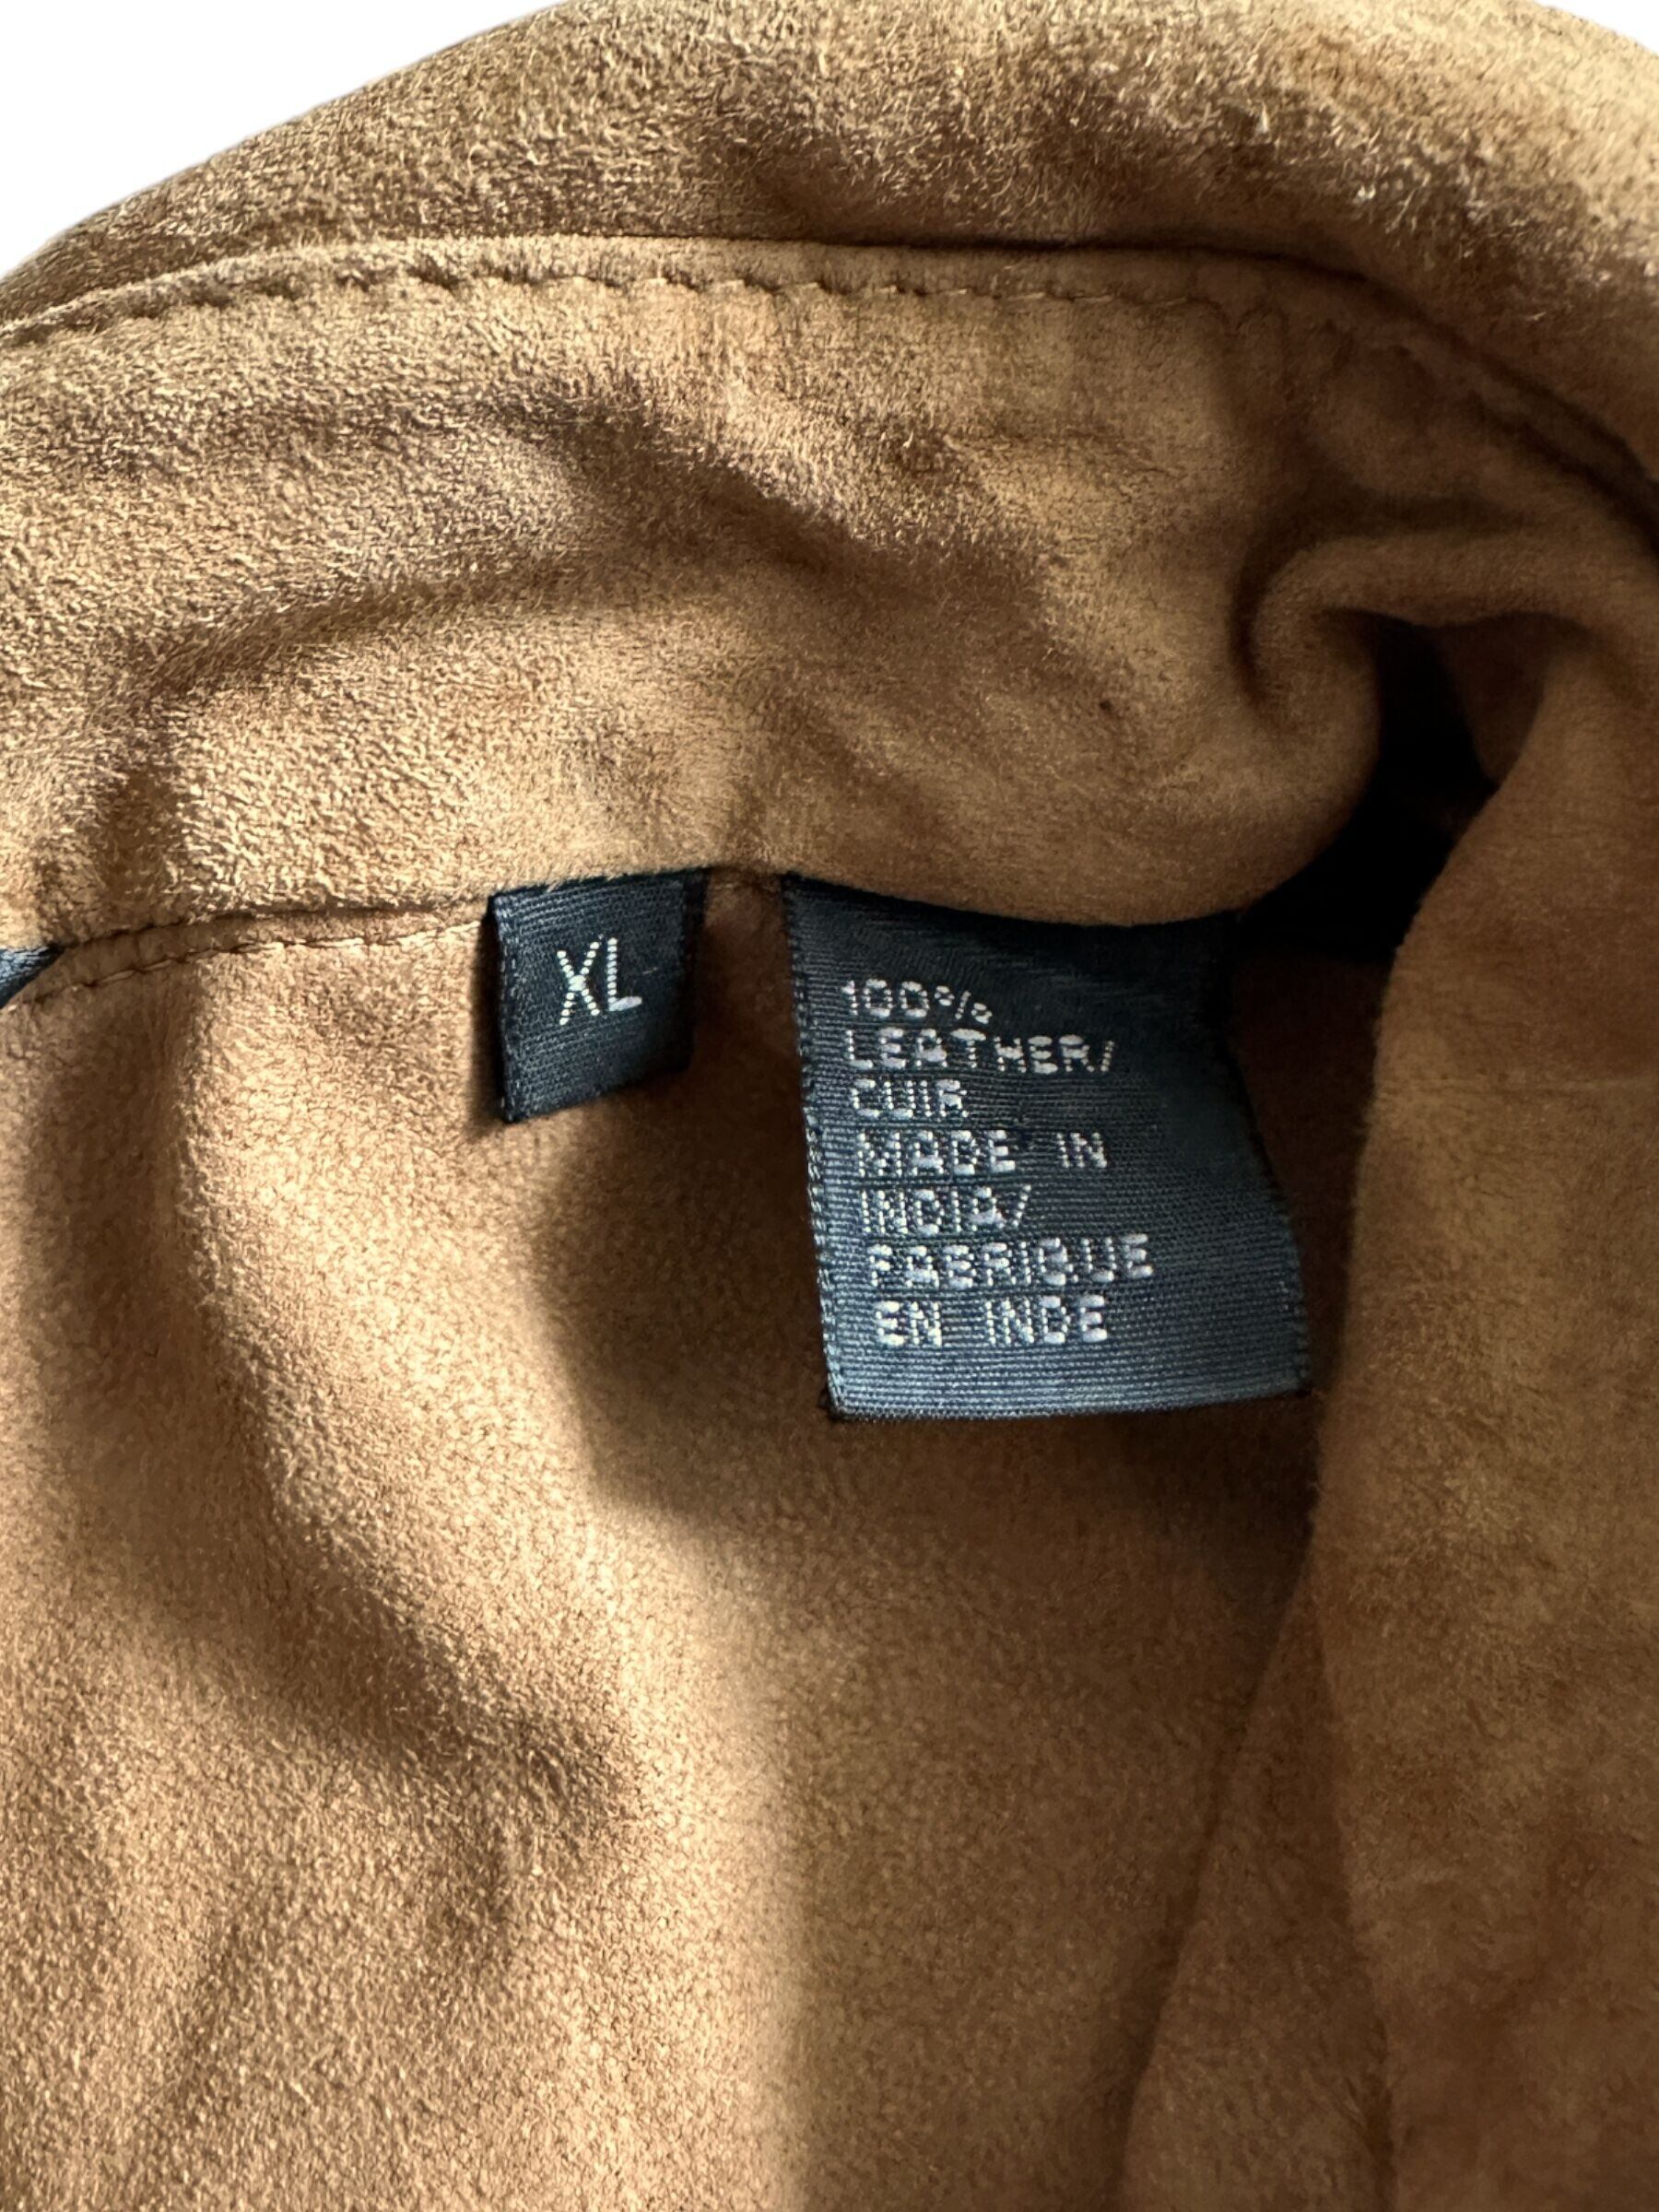 XL
100%
LEATHER/
CUIR
MADE IN
INDIA/
FABRIQUE
EN INDE